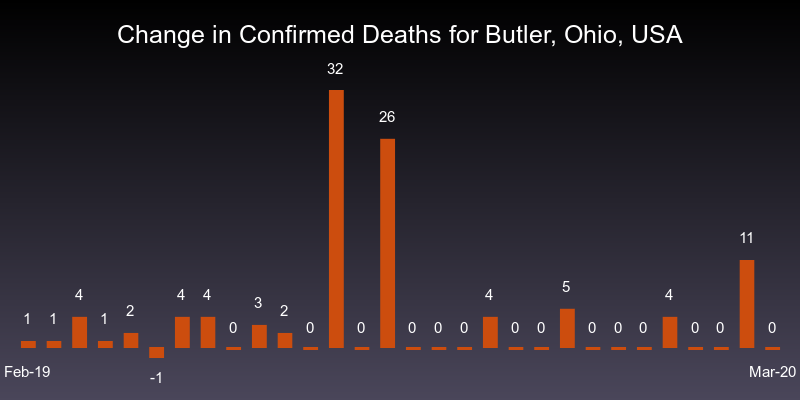 Change in Confirmed Deaths for Butler, Ohio, USA
32
26
11
1 1 4 1 2 -1 4 4 0 3 2 0 0 0 0 0 4 0 0 5 0 0 0 4 0 0 0
Feb-19 Mar-20